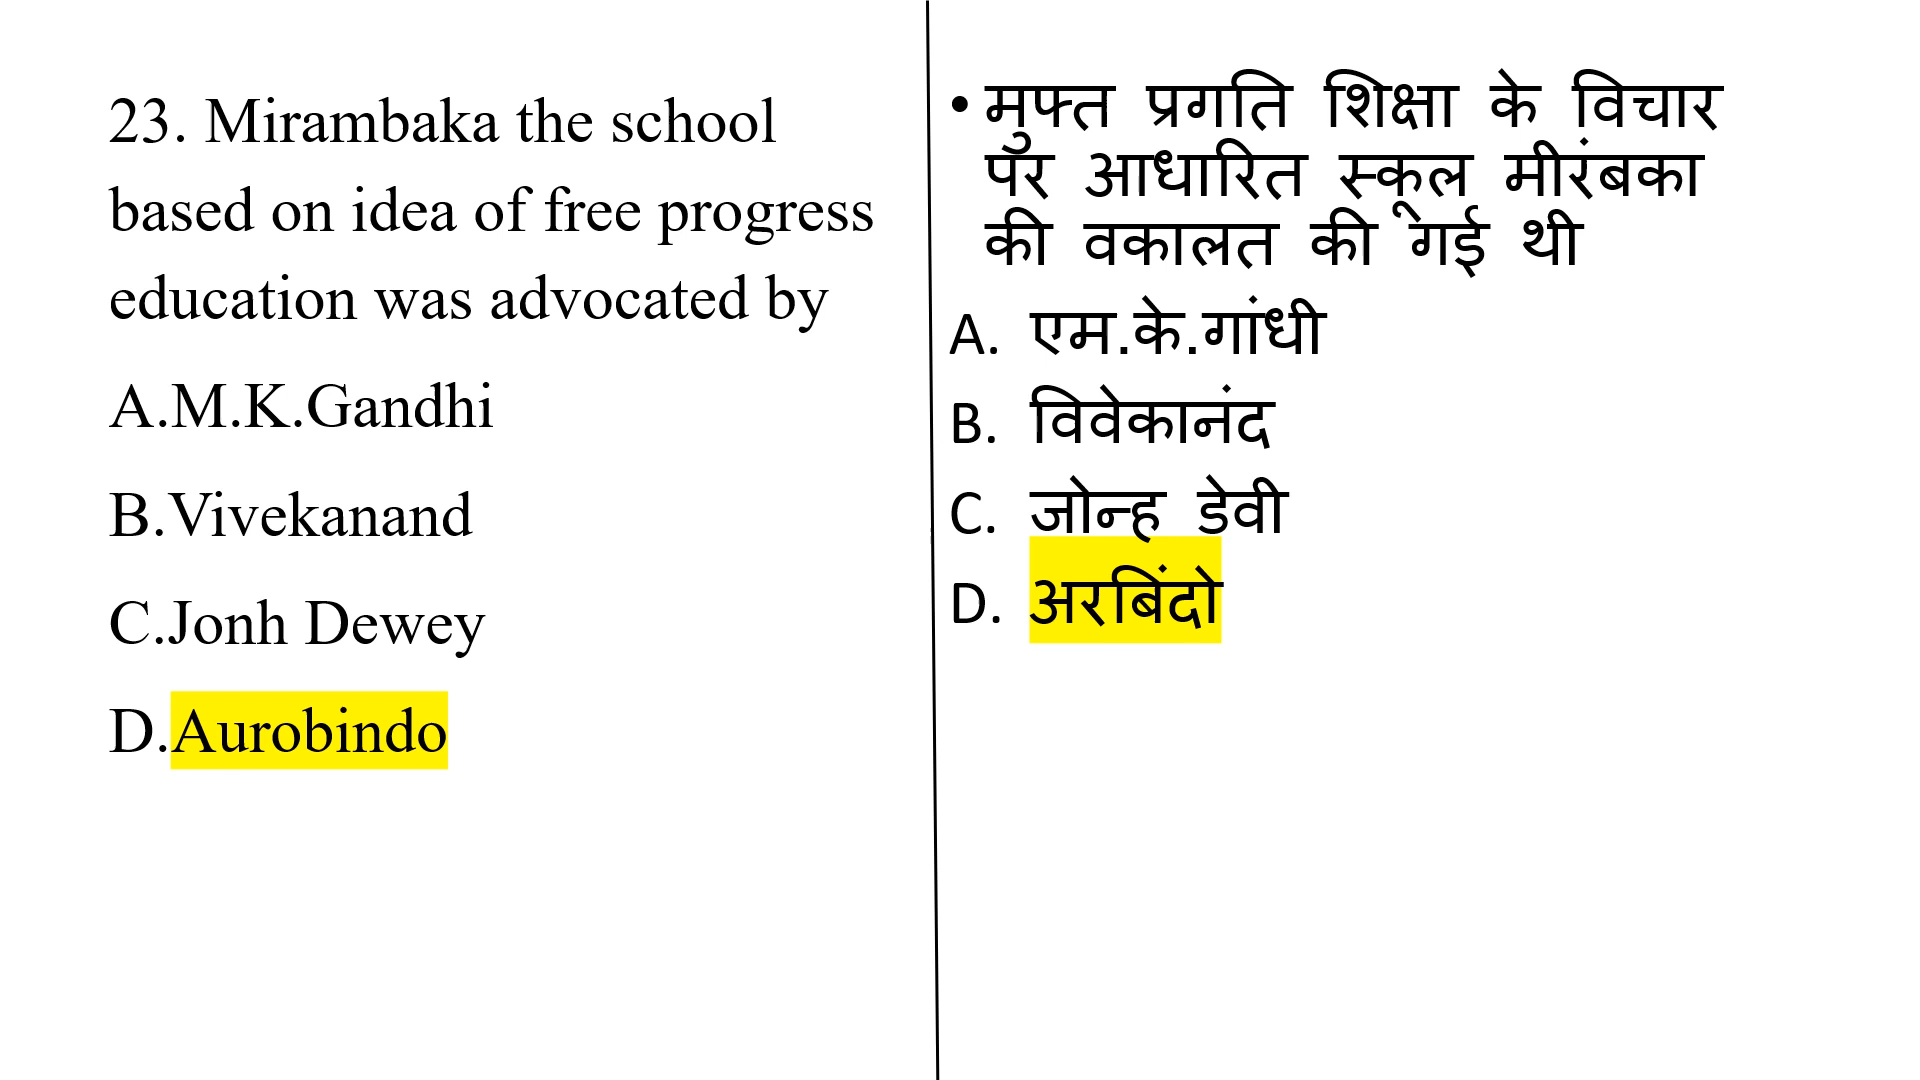 23. Mirambaka the school
based on idea of free progress
education was advocated by
A.M.K.Gandhi
B.Vivekanand
C.Jonh Dewey
D.Aurobindo
• मुफ्त प्रगति शिक्षा के विचार
पर आधारित स्कूल मीरंबका
की वकालत की गई थी
A. एम.के.गांधी
B. विवेकानंद
C. जोन्ह डेवी
D. अरबिंदो